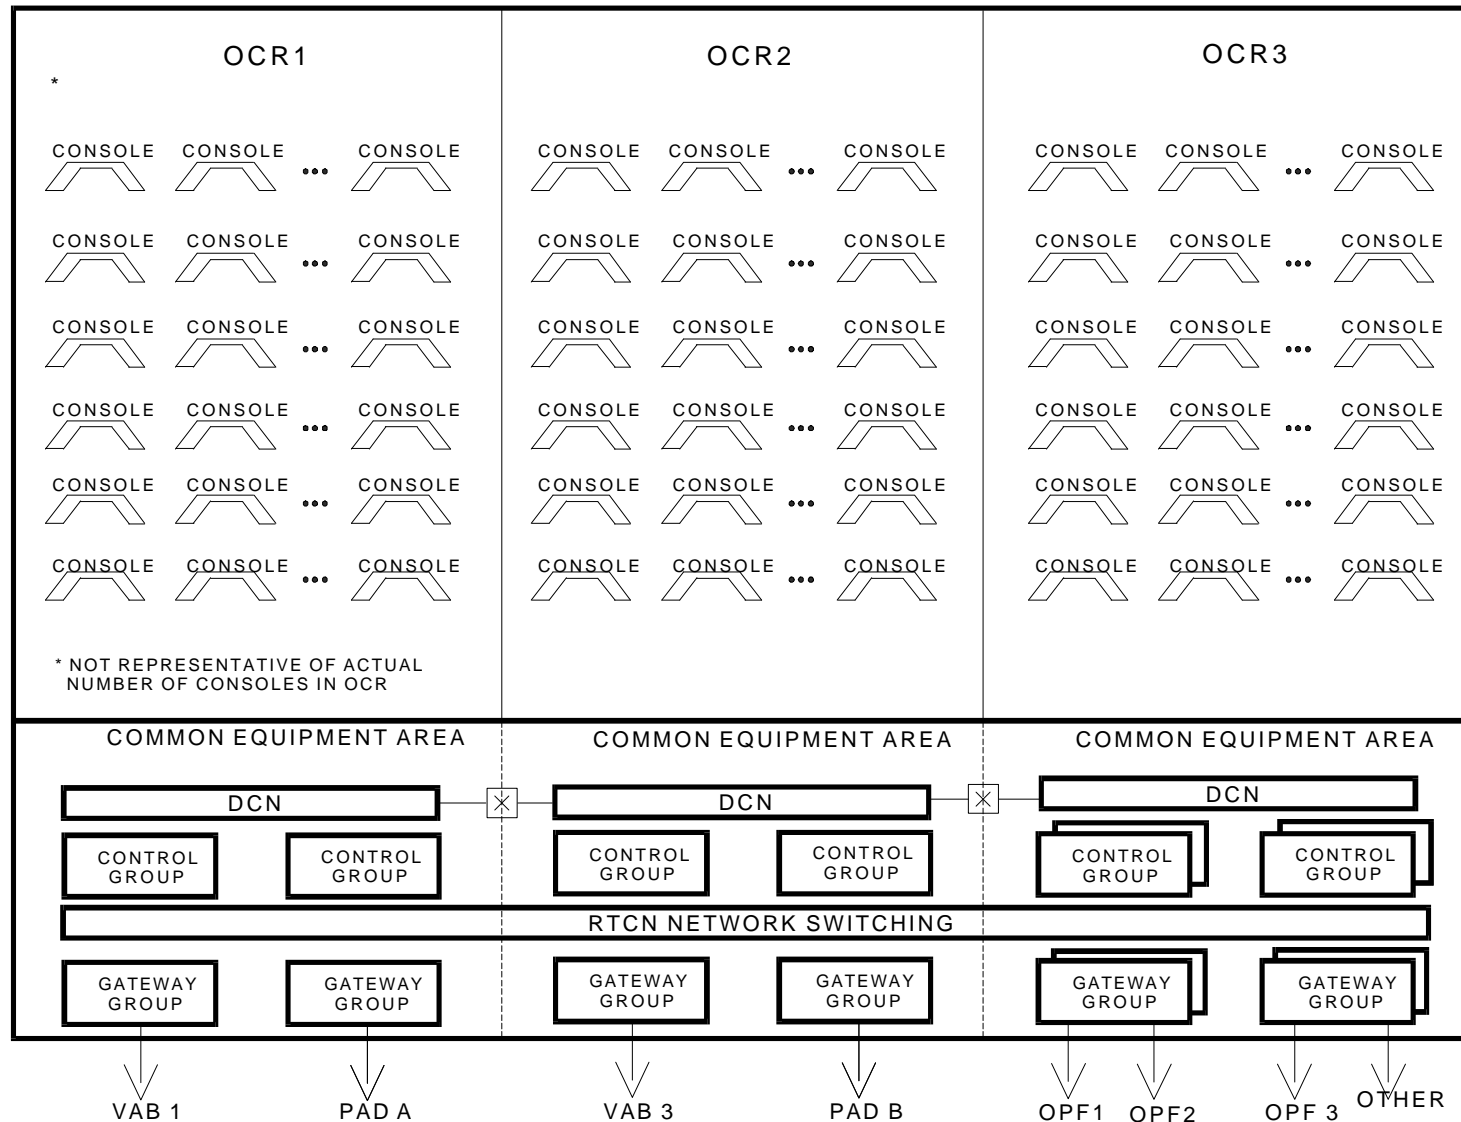 OCR1 OCR2 OCR3
*
CONSOLE CONSOLE CONSOLE CONSOLE CONSOLE CONSOLE CONSOLE CONSOLE CONSOLE
CONSOLE CONSOLE CONSOLE CONSOLE CONSOLE CONSOLE CONSOLE CONSOLE CONSOLE
CONSOLE CONSOLE CONSOLE CONSOLE CONSOLE CONSOLE CONSOLE CONSOLE CONSOLE
CONSOLE CONSOLE CONSOLE CONSOLE CONSOLE CONSOLE CONSOLE CONSOLE CONSOLE
CONSOLE CONSOLE CONSOLE CONSOLE CONSOLE CONSOLE CONSOLE CONSOLE CONSOLE
CONSOLE CONSOLE CONSOLE CONSOLE CONSOLE CONSOLE CONSOLE CONSOLE CONSOLE
* NOT REPRESENTATIVE OF ACTUAL
NUMBER OF CONSOLES IN OCR
COMMON EQUIPMENT AREA COMMON EQUIPMENT AREA COMMON EQUIPMENT AREA
DCN DCN DCN
CONTROL CONTROL CONTROL CONTROL CONTROL CONTROL
GROUP GROUP GROUP GROUP GROUP GROUP
RTCN NETWORK SWITCHING
GATEWAY GATEWAY GATEWAY GATEWAY GATEWAY GATEWAY
GROUP GROUP GROUP GROUP GROUP GROUP
VAB 1 PAD A VAB 3 PAD B OPF1 OPF2 OPF 3 OTHER